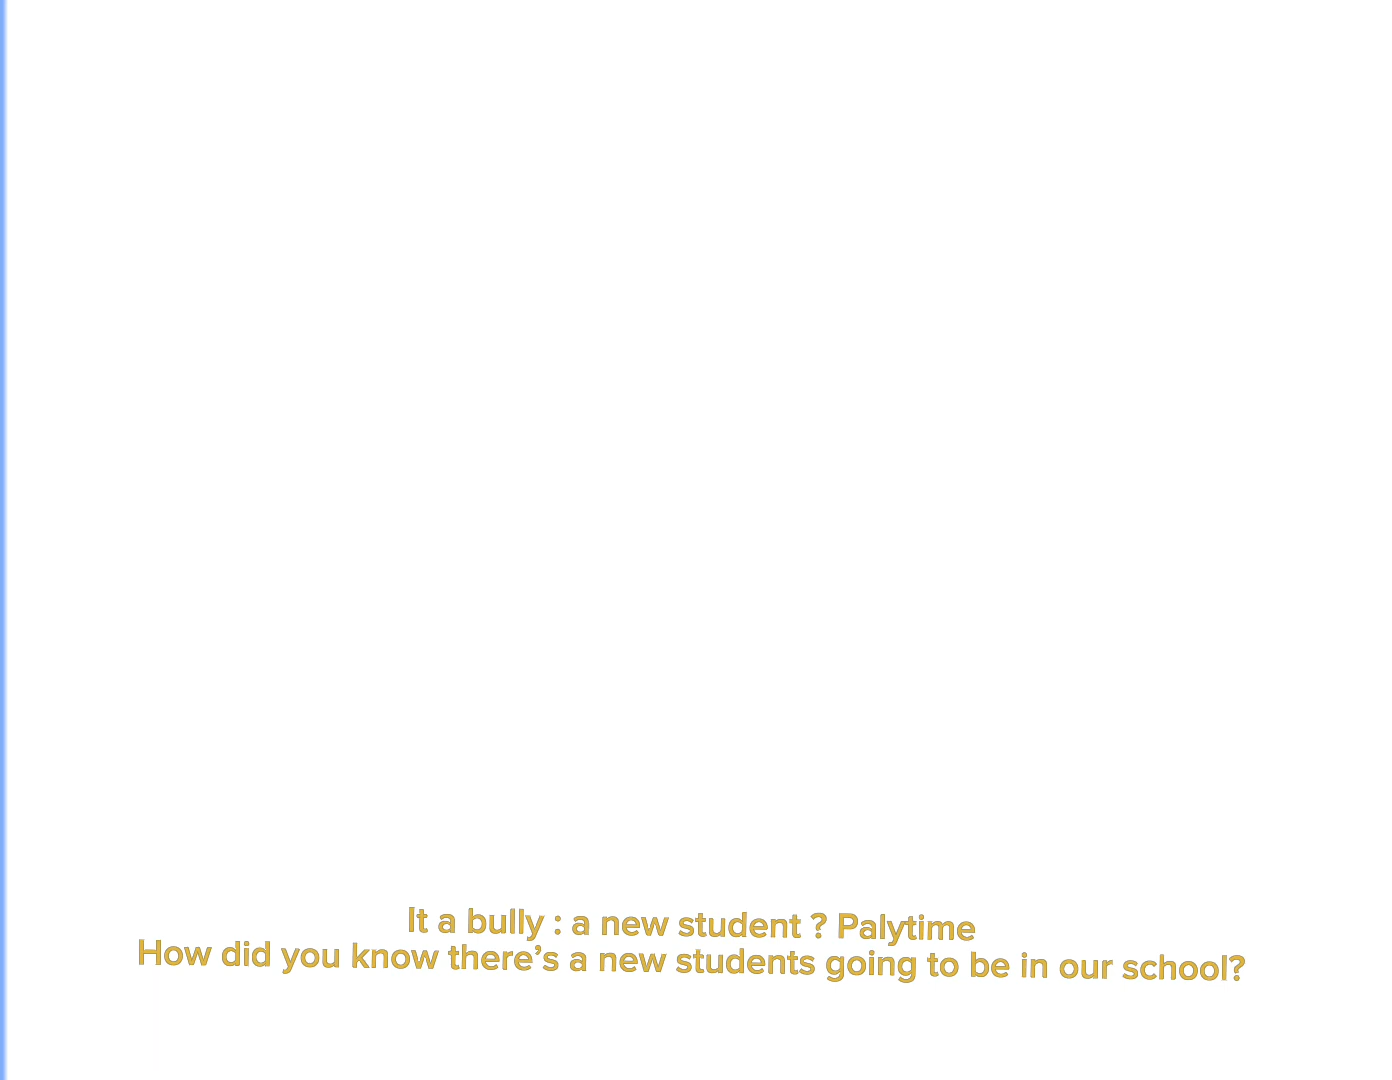 It a bully : a new student ? Palytime
How did you know there’s a new students going to be in our school?